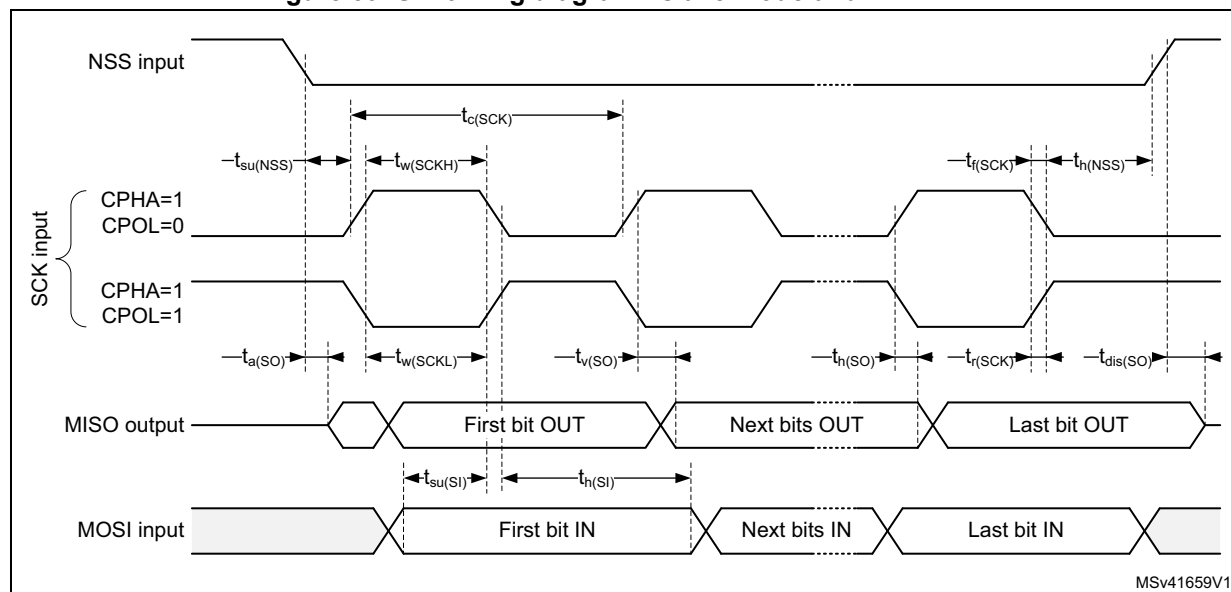 NSS input
tc(SCK)
tsu(NSS) tw(SCKH) tf(SCK) th(NSS)
SCK input
CPHA=1
CPOL=0
CPHA=1
CPOL=1
ta(SO) tw(SCKL) tv(SO) th(SO) tr(SCK) tdis(SO)
MISO output First bit OUT Next bits OUT Last bit OUT
tsu(SI) th(SI)
MOSI input First bit IN Next bits IN Last bit IN
MSv41659V1